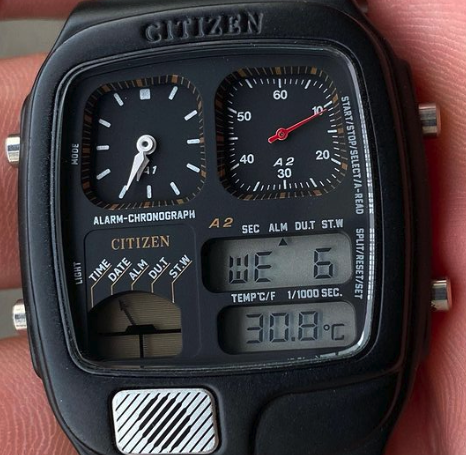 CITIZEN
60
10
20
30
40
50
A2
A1
MODE
START/STOP/SELECT/A-READ
ALARM-CHRONOGRAPH
A2
SEC ALM DU.T ST.W
CITIZEN
LIGHT
TIME
DATE
ALM
DU.T
ST.W
WE 6
SPLIT/RESET/SET
TEMP°C/F 1/1000 SEC.
30.8°C